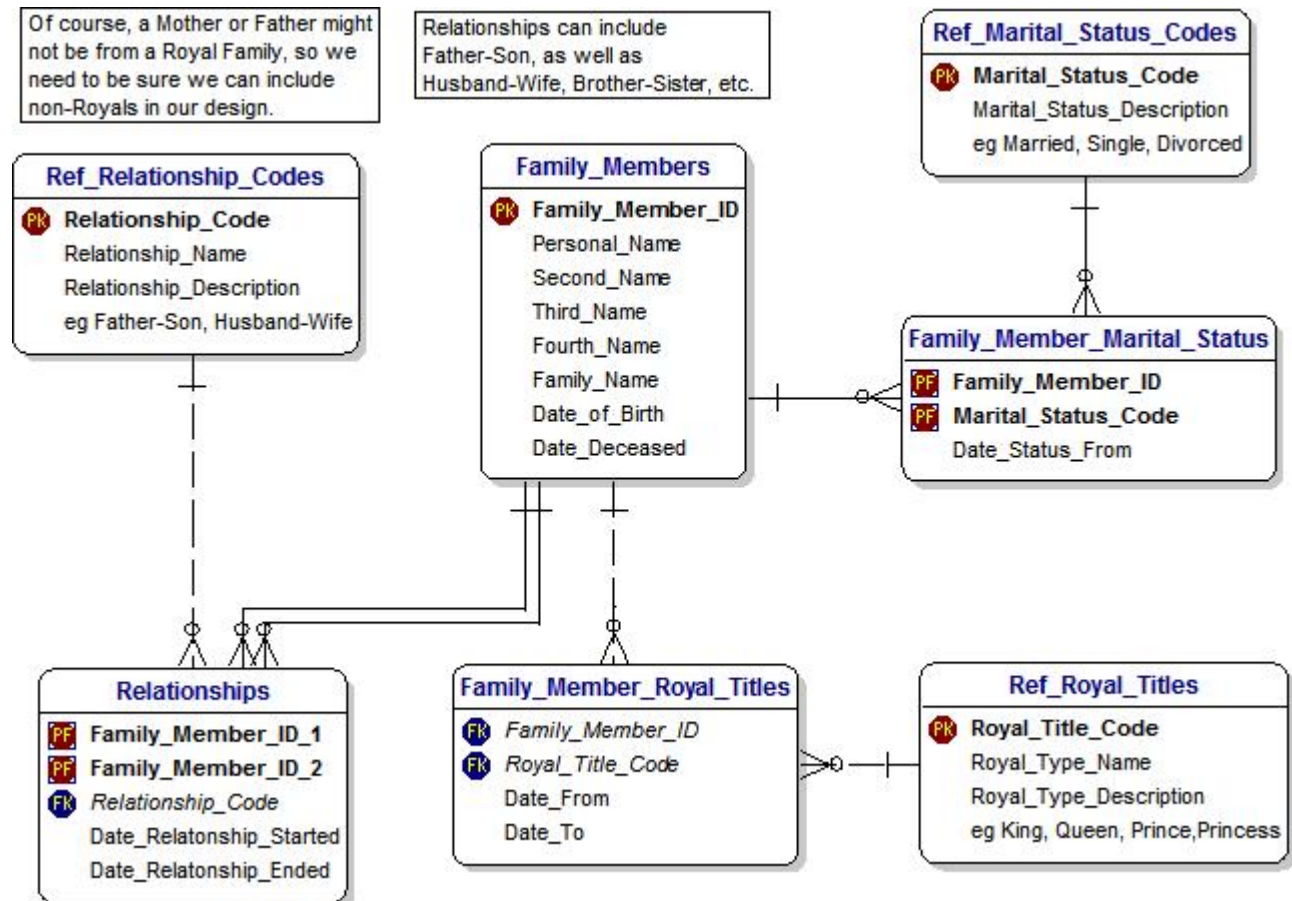 Of course, a Mother or Father might
not be from a Royal Family, so we
need to be sure we can include
non-Royals in our design.
Relationships can include
Father-Son, as well as
Husband-Wife, Brother-Sister, etc.
Ref_Marital_Status_Codes
PK Marital_Status_Code
Marital_Status_Description
eg Married, Single, Divorced
Ref_Relationship_Codes
PK Relationship_Code
Relationship_Name
Relationship_Description
eg Father-Son, Husband-Wife
Family_Members
PK Family_Member_ID
Personal_Name
Second_Name
Third_Name
Fourth_Name
Family_Name
Date_of_Birth
Date_Deceased
Family_Member_Marital_Status
PF Family_Member_ID
PF Marital_Status_Code
Date_Status_From
Relationships
PF Family_Member_ID_1
PF Family_Member_ID_2
FK Relationship_Code
Date_Relatonship_Started
Date_Relatonship_Ended
Family_Member_Royal_Titles
FK Family_Member_ID
FK Royal_Title_Code
Date_From
Date_To
Ref_Royal_Titles
PK Royal_Title_Code
Royal_Type_Name
Royal_Type_Description
eg King, Queen, Prince,Princess